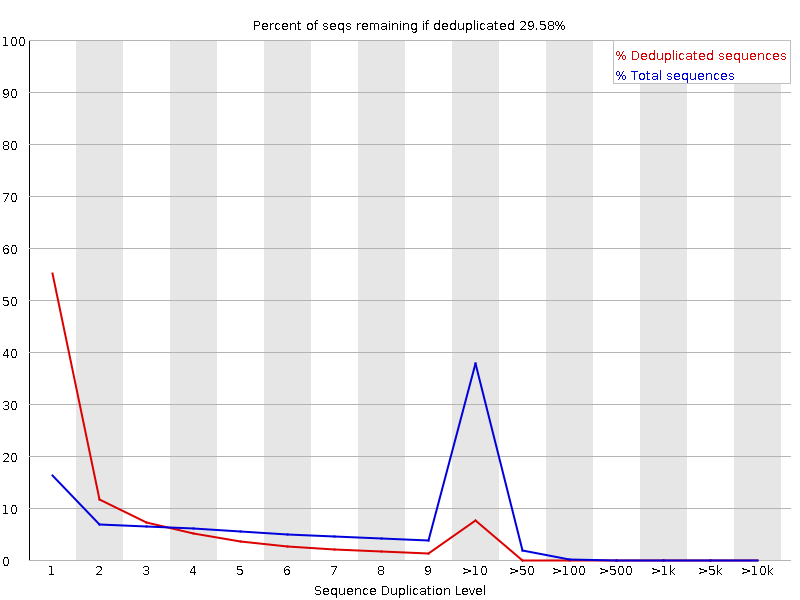 Percent of seqs remaining if deduplicated 29.58%
% Deduplicated sequences
% Total sequences
100
90
80
70
60
50
40
30
20
10
0
1 2 3 4 5 6 7 8 9 >10 >50 >100 >500 >1k >5k >10k
Sequence Duplication Level